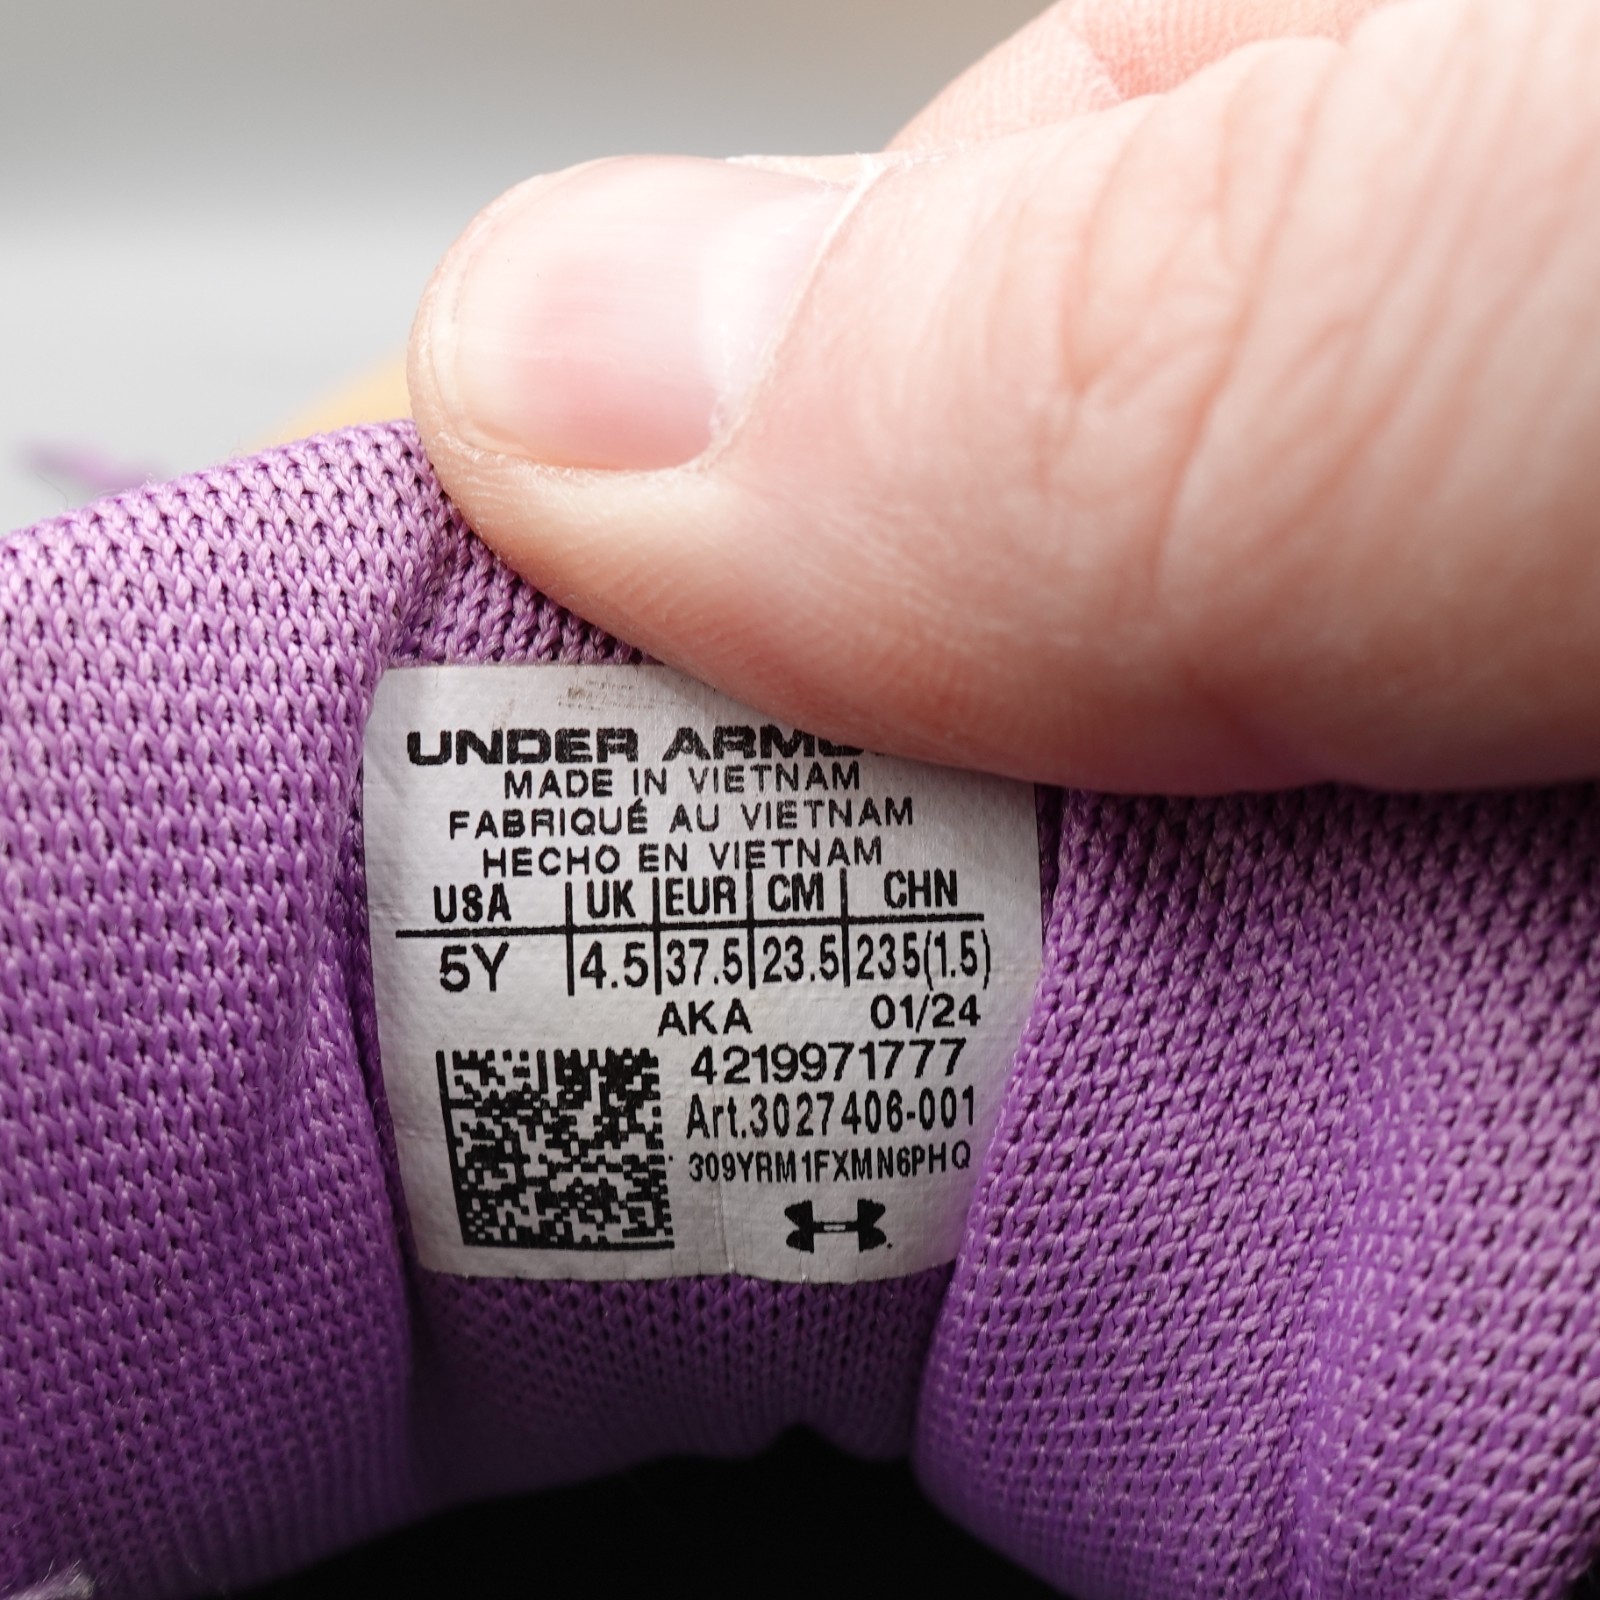 UNDER ARMOUR
MADE IN VIETNAM
FABRIQUÉ AU VIETNAM
HECHO EN VIETNAM
USA | UK | EUR | CM | CHN
5Y | 4.5 | 37.5 | 23.5 | 235(1.5)
AKA 01/24
4219971777
Art.3027406-001
309YRM1FXMN6PHQ